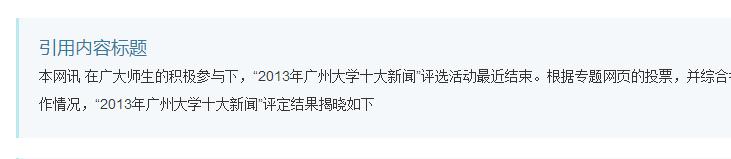 引用内容标题
本网讯 在广大师生的积极参与下，“2013年广州大学十大新闻”评选活动最近结束。根据专题网页的投票，并综合
作情况，“2013年广州大学十大新闻”评定结果揭晓如下